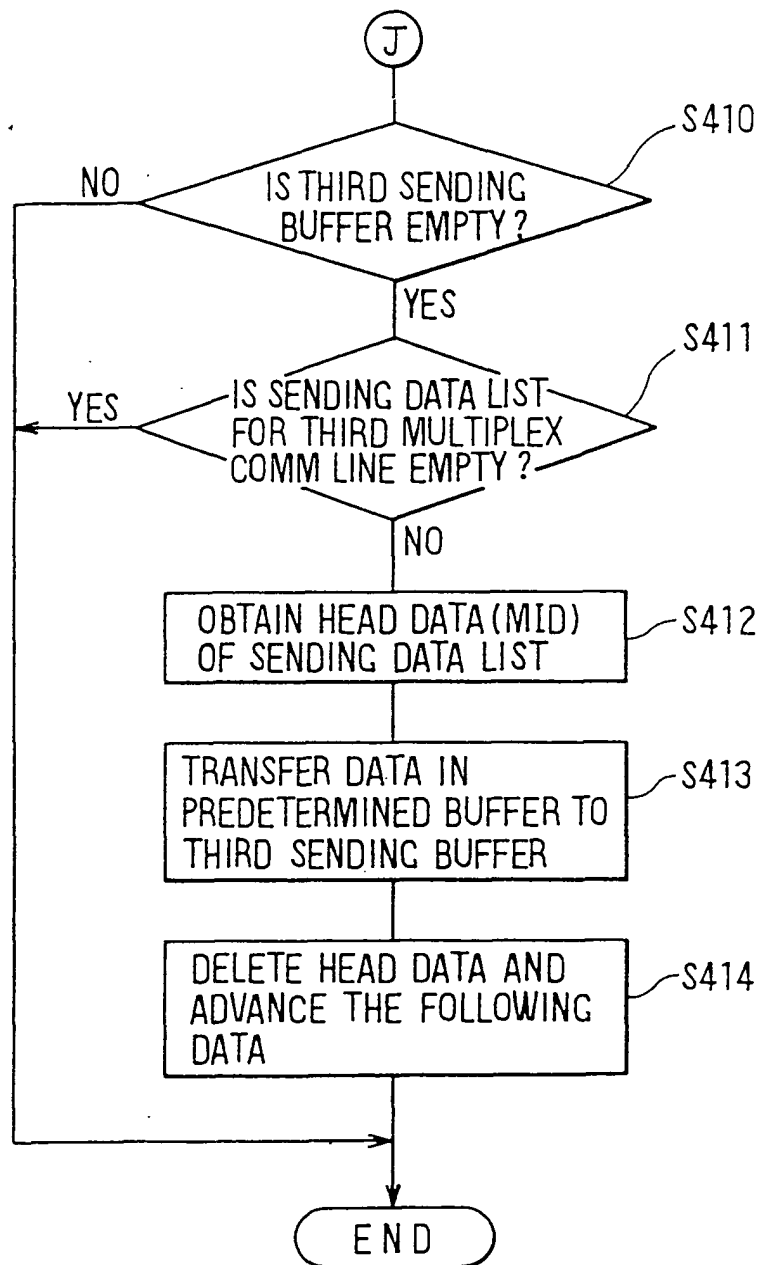 J
S410
NO
IS THIRD SENDING
BUFFER EMPTY?
YES
S411
YES
IS SENDING DATA LIST
FOR THIRD MULTIPLEX
COMM LINE EMPTY?
NO
OBTAIN HEAD DATA(MID)
OF SENDING DATA LIST
S412
TRANSFER DATA IN
PREDETERMINED BUFFER TO
THIRD SENDING BUFFER
S413
DELETE HEAD DATA AND
ADVANCE THE FOLLOWING
DATA
S414
END